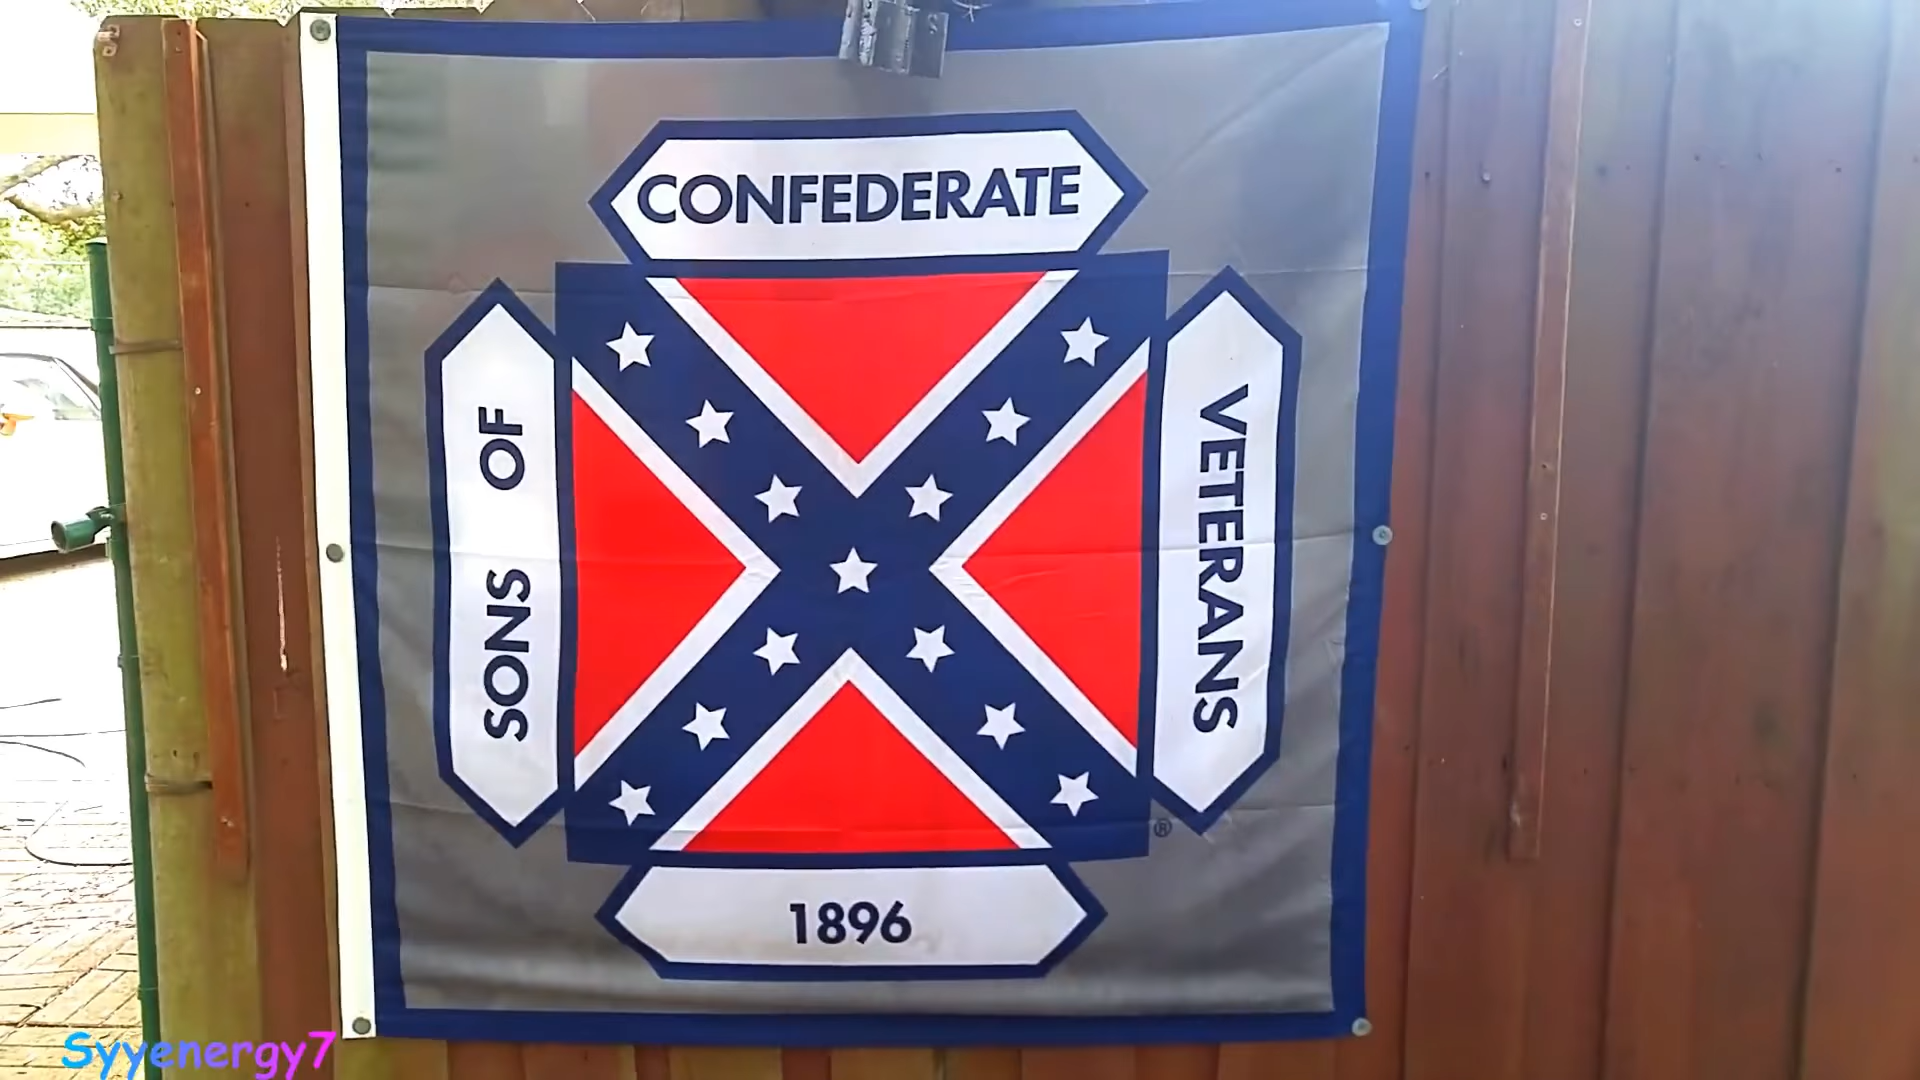 SONS OF
CONFEDERATE
VETERANS
1896
®
Syyenergy7